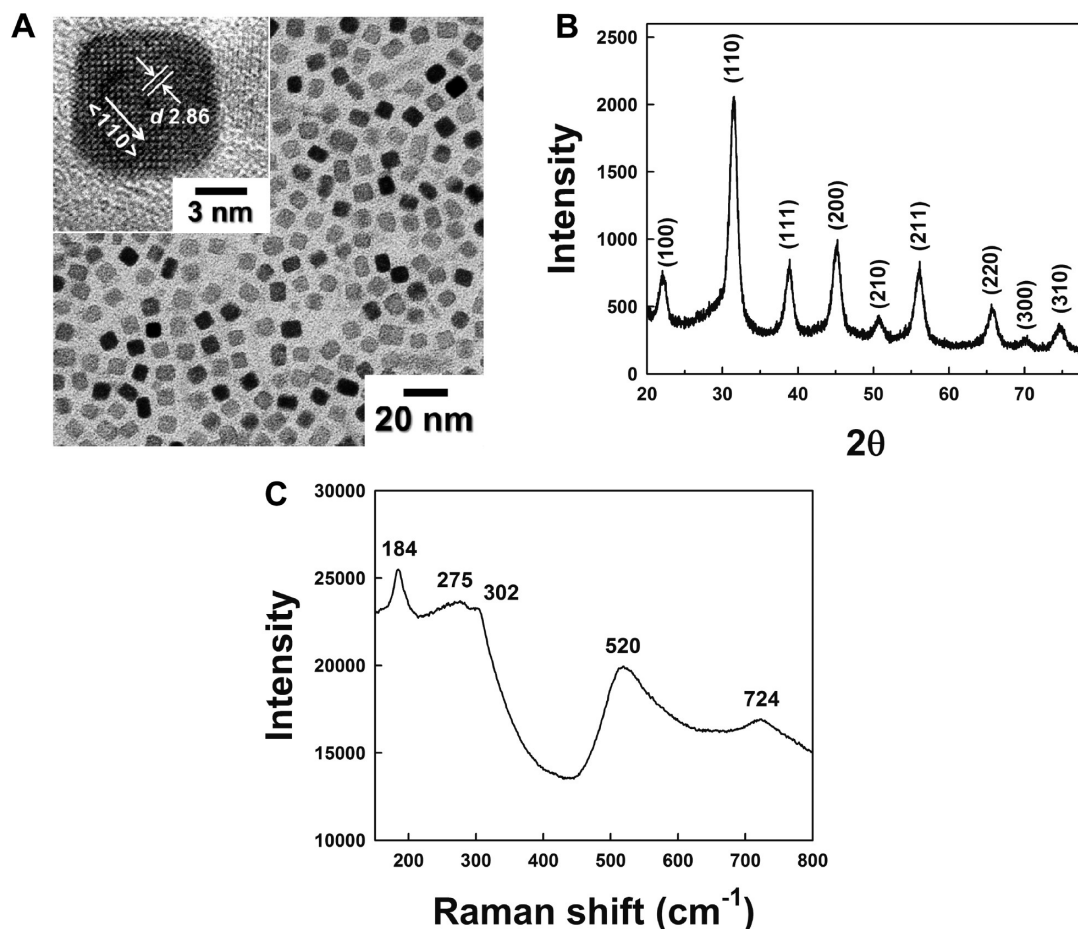 A
d 2.86
<110>
3 nm
20 nm
B
2500
2000
1500
1000
500
0
Intensity
(100)
(110)
(111)
(200)
(210)
(211)
(220)
(300)
(310)
20 30 40 50 60 70
2θ
C
30000
25000
20000
15000
10000
Intensity
184
275
302
520
724
200 300 400 500 600 700 800
Raman shift (cm⁻¹)